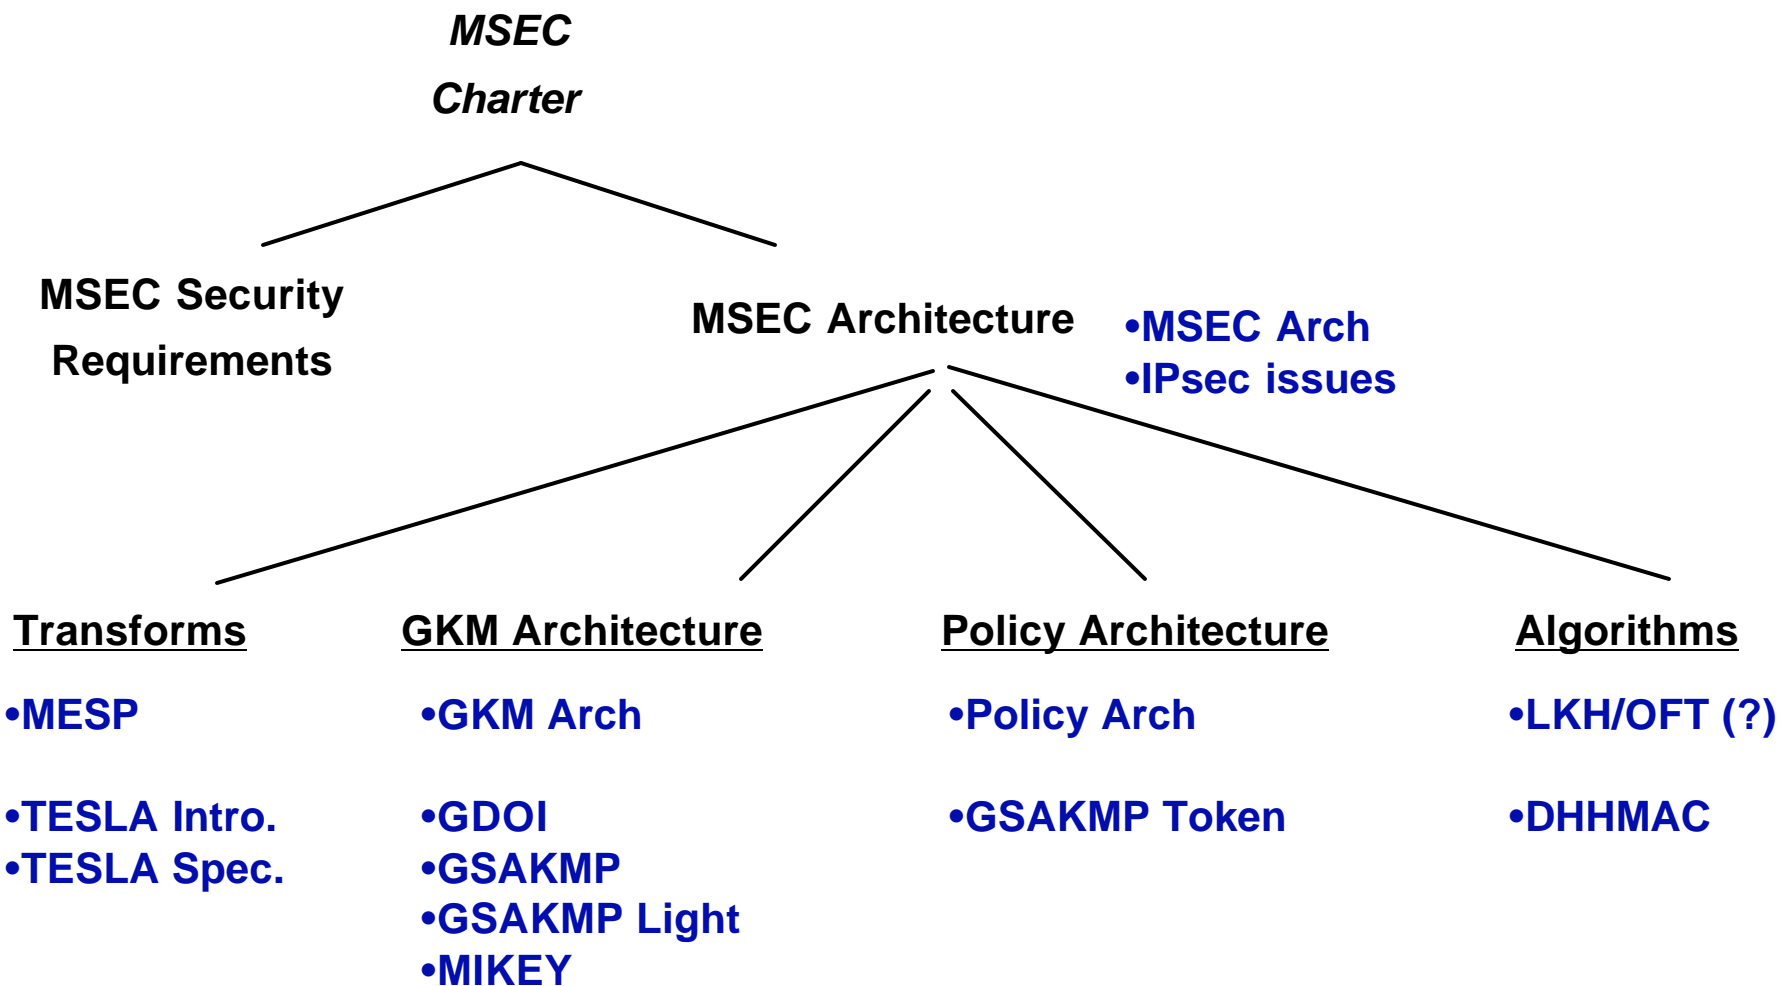 MSEC
Charter
MSEC Security
Requirements
MSEC Architecture
•MSEC Arch
•IPsec issues
Transforms
•MESP
•TESLA Intro.
•TESLA Spec.
GKM Architecture
•GKM Arch
•GDOI
•GSAKMP
•GSAKMP Light
•MIKEY
Policy Architecture
•Policy Arch
•GSAKMP Token
Algorithms
•LKH/OFT (?)
•DHHMAC